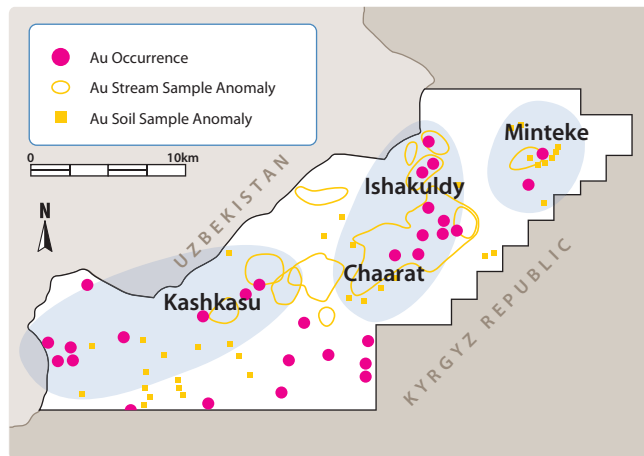 Au Occurrence
Au Stream Sample Anomaly
Au Soil Sample Anomaly
0 10km
N
UZBEKISTAN
Minteke
Ishakuldy
Chaarat
Kashkasu
KYRGYZ REPUBLIC